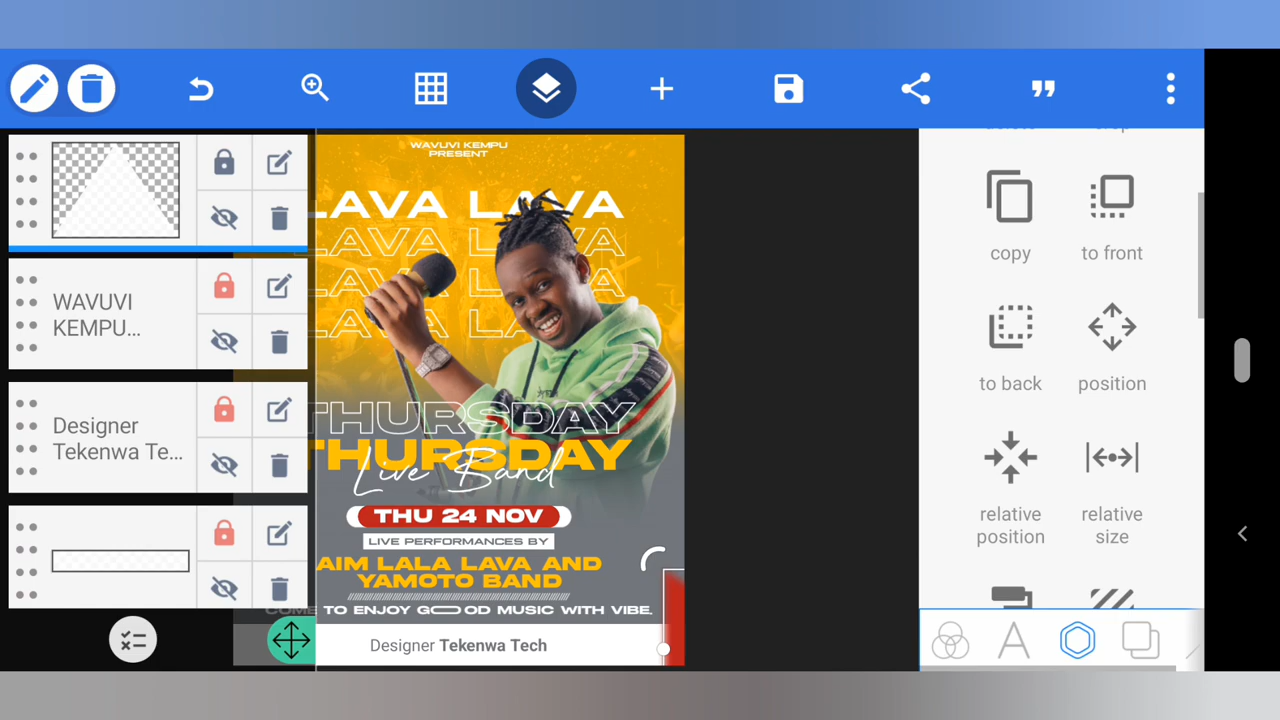 WAVUVI KEMPU
PRESENT
LAVA LAVA
LAVA LAVA
LAVA LAVA
LAVA LAVA
THURSDAY
THURSDAY
Live Band
THU 24 NOV
LIVE PERFORMANCES BY
AIM LALA LAVA AND
YAMOTO BAND
COME TO ENJOY GOOD MUSIC WITH VIBE.
Designer Tekenwa Tech
WAVUVI
KEMPU...
Designer
Tekenwa Te...
copy
to front
to back
position
relative
position
relative
size